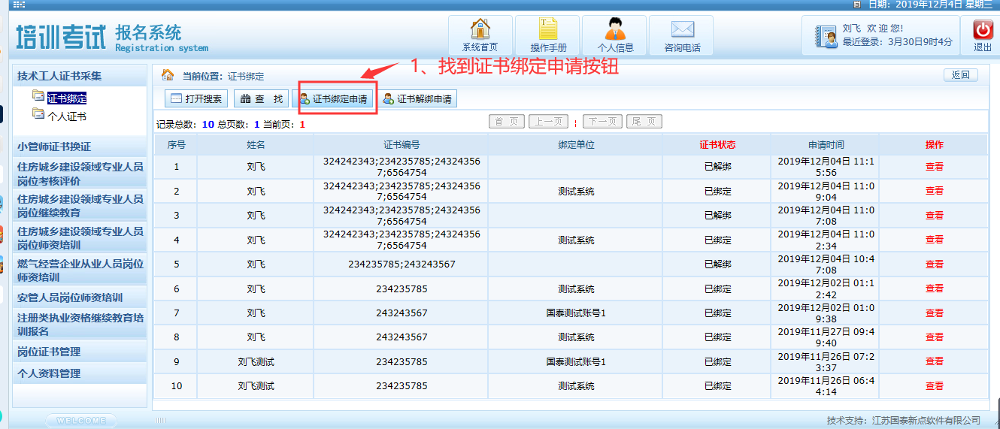 日期：2019年12月4日 星期三
培训考试 报名系统
Registration system
系统首页 操作手册 个人信息 咨询电话
刘飞 欢 迎 您!
最近登录：3月30日9时4分
退出
1、找到证书绑定申请按钮
技术工人证书采集
证书绑定
个人证书
小管师证书换证
住房城乡建设领域专业人员
岗位考核评价
住房城乡建设领域专业人员
岗位继续教育
住房城乡建设领域专业人员
岗位师资培训
燃气经营企业从业人员岗位
师资培训
安管人员岗位师资培训
注册类执业资格继续教育培
训报名
岗位证书管理
个人资料管理
WELCOME
当前位置：证书绑定 返回
打开搜索 查 找 证书绑定申请 证书解绑申请
记录总数：10 总页数：1 当前页：1 首 页 上一页 ¦ 下一页 尾 页
序号 姓名 证书编号 绑定单位 证书状态 申请时间 操作
1 刘飞 324242343;234235785;24324356 已解绑 2019年12月04日 11:1 查看
7;6564754 5:56
2 刘飞 324242343;234235785;24324356 测试系统 已绑定 2019年12月04日 11:0 查看
7;6564754 9:04
3 刘飞 324242343;234235785;24324356 已解绑 2019年12月04日 11:0 查看
7;6564754 7:08
4 刘飞 324242343;234235785;24324356 测试系统 已绑定 2019年12月04日 11:0 查看
7;6564754 2:34
5 刘飞 234235785;243243567 已解绑 2019年12月04日 10:4 查看
7:08
6 刘飞 234235785 测试系统 已绑定 2019年12月02日 01:1 查看
2:42
7 刘飞 243243567 国泰测试账号1 已绑定 2019年12月02日 01:0 查看
9:38
8 刘飞 243243567 测试系统 已绑定 2019年11月27日 09:4 查看
9:40
9 刘飞测试 234235785 国泰测试账号1 已绑定 2019年11月26日 07:2 查看
3:37
10 刘飞测试 234235785 测试系统 已绑定 2019年11月26日 06:4 查看
4:14
技术支持：江苏国泰新点软件有限公司